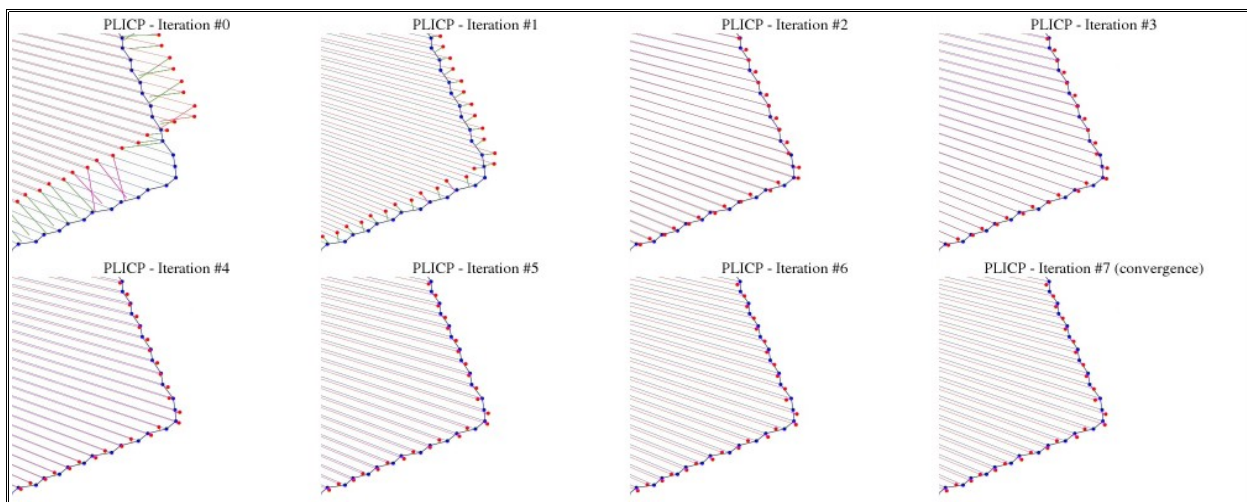 PLICP - Iteration #0
PLICP - Iteration #1
PLICP - Iteration #2
PLICP - Iteration #3
PLICP - Iteration #4
PLICP - Iteration #5
PLICP - Iteration #6
PLICP - Iteration #7 (convergence)